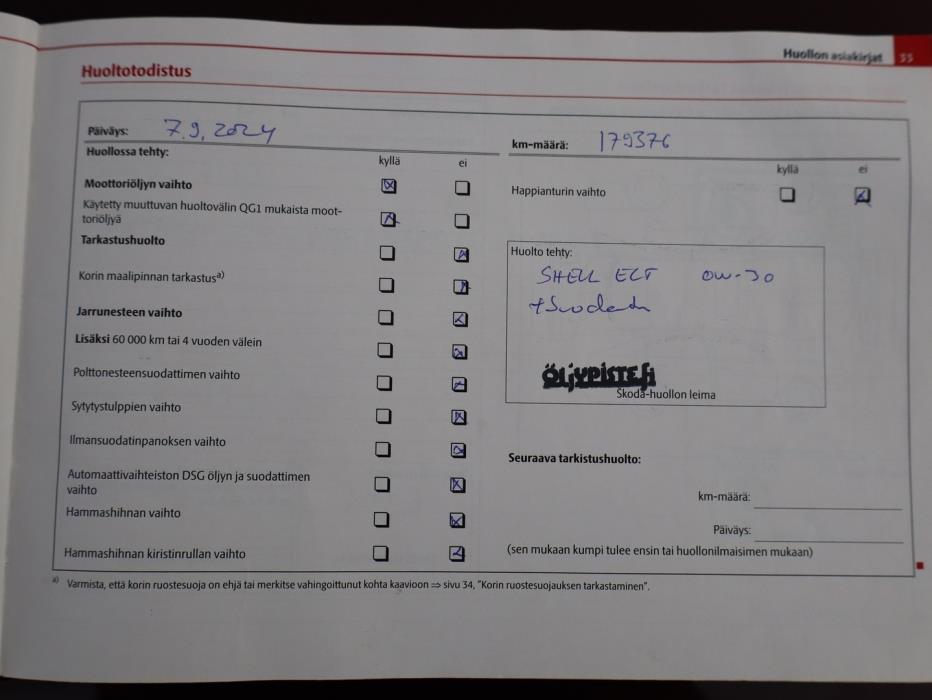 Huollon asiakirjat 35
Huoltotodistus
Päiväys: 7.9.2024
Huollossa tehty:
kyllä ei
Moottoriöljyn vaihto
Käytetty muuttuvan huoltovälin QG1 mukaista moot-
toriöljyä
Tarkastushuolto
Korin maalipinnan tarkastusa)
Jarrunesteen vaihto
Lisäksi 60 000 km tai 4 vuoden välein
Polttonesteensuodattimen vaihto
Sytytystulppien vaihto
Ilmansuodatinpanoksen vaihto
Automaattivaihteiston DSG öljyn ja suodattimen
vaihto
Hammashihnan vaihto
Hammashihnan kiristinrullan vaihto
km-määrä: 179376
kyllä ei
Happianturin vaihto
Huolto tehty:
SHELL ECT 0W-30
+Suodatin
ÖLJYPISTE.fi
Skoda-huollon leima
Seuraava tarkistushuolto:
km-määrä:
Päiväys:
(sen mukaan kumpi tulee ensin tai huollonilmaisimen mukaan)
a) Varmista, että korin ruostesuoja on ehjä tai merkitse vahingoittunut kohta kaavioon ⇒ sivu 34, "Korin ruostesuojauksen tarkastaminen".